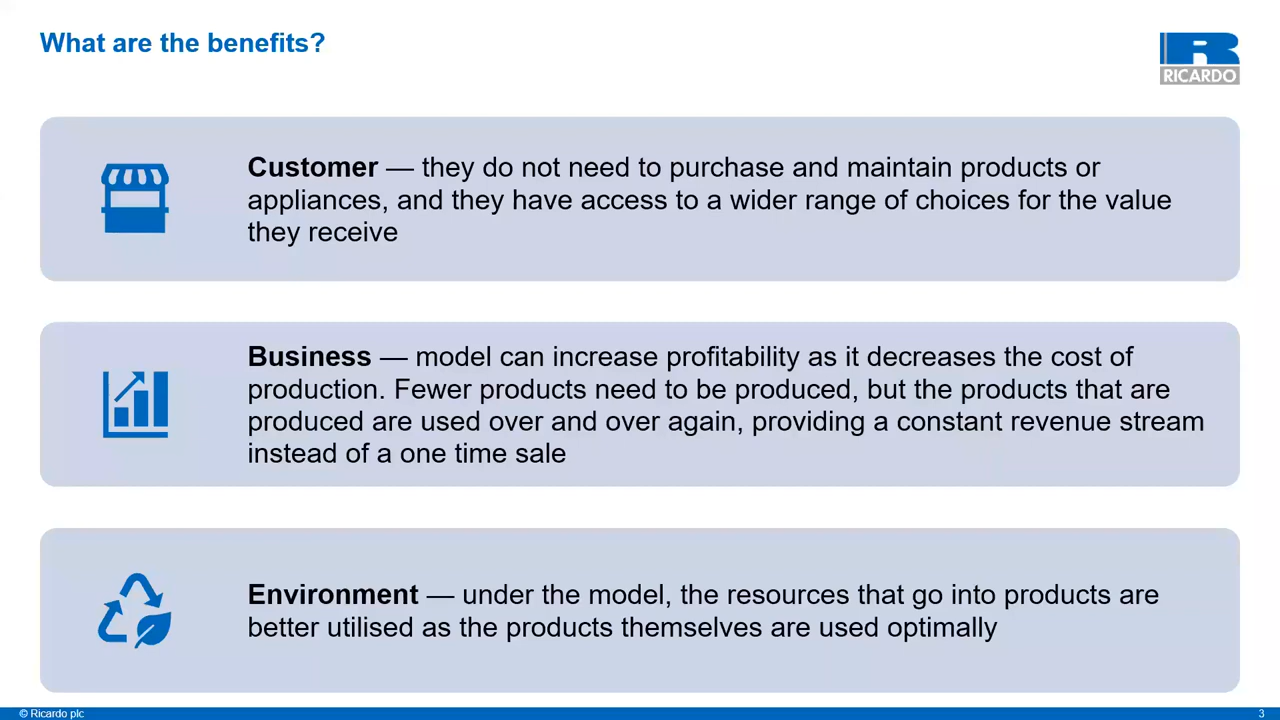 What are the benefits?
RICARDO
Customer — they do not need to purchase and maintain products or
appliances, and they have access to a wider range of choices for the value
they receive
Business — model can increase profitability as it decreases the cost of
production. Fewer products need to be produced, but the products that are
produced are used over and over again, providing a constant revenue stream
instead of a one time sale
Environment — under the model, the resources that go into products are
better utilised as the products themselves are used optimally
© Ricardo plc
3